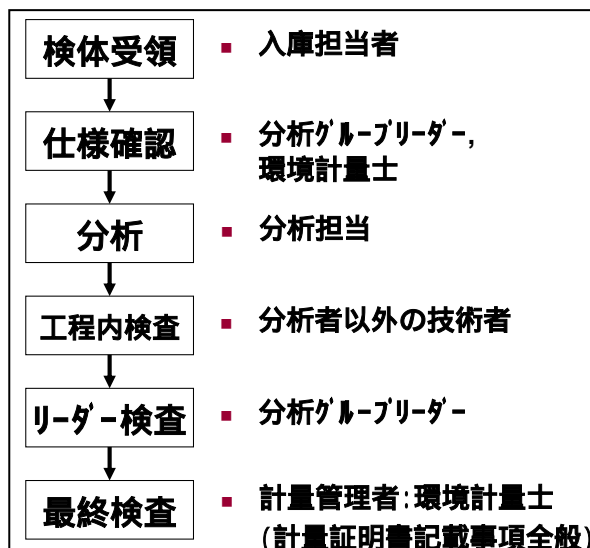 検体受領
▪ 入庫担当者
仕様確認
▪ 分析ｸﾞﾙｰﾌﾟﾘｰﾀﾞｰ,
環境計量士
分析
▪ 分析担当
工程内検査
▪ 分析者以外の技術者
ﾘｰﾀﾞｰ検査
▪ 分析ｸﾞﾙｰﾌﾟﾘｰﾀﾞｰ
最終検査
▪ 計量管理者:環境計量士
(計量証明書記載事項全般)